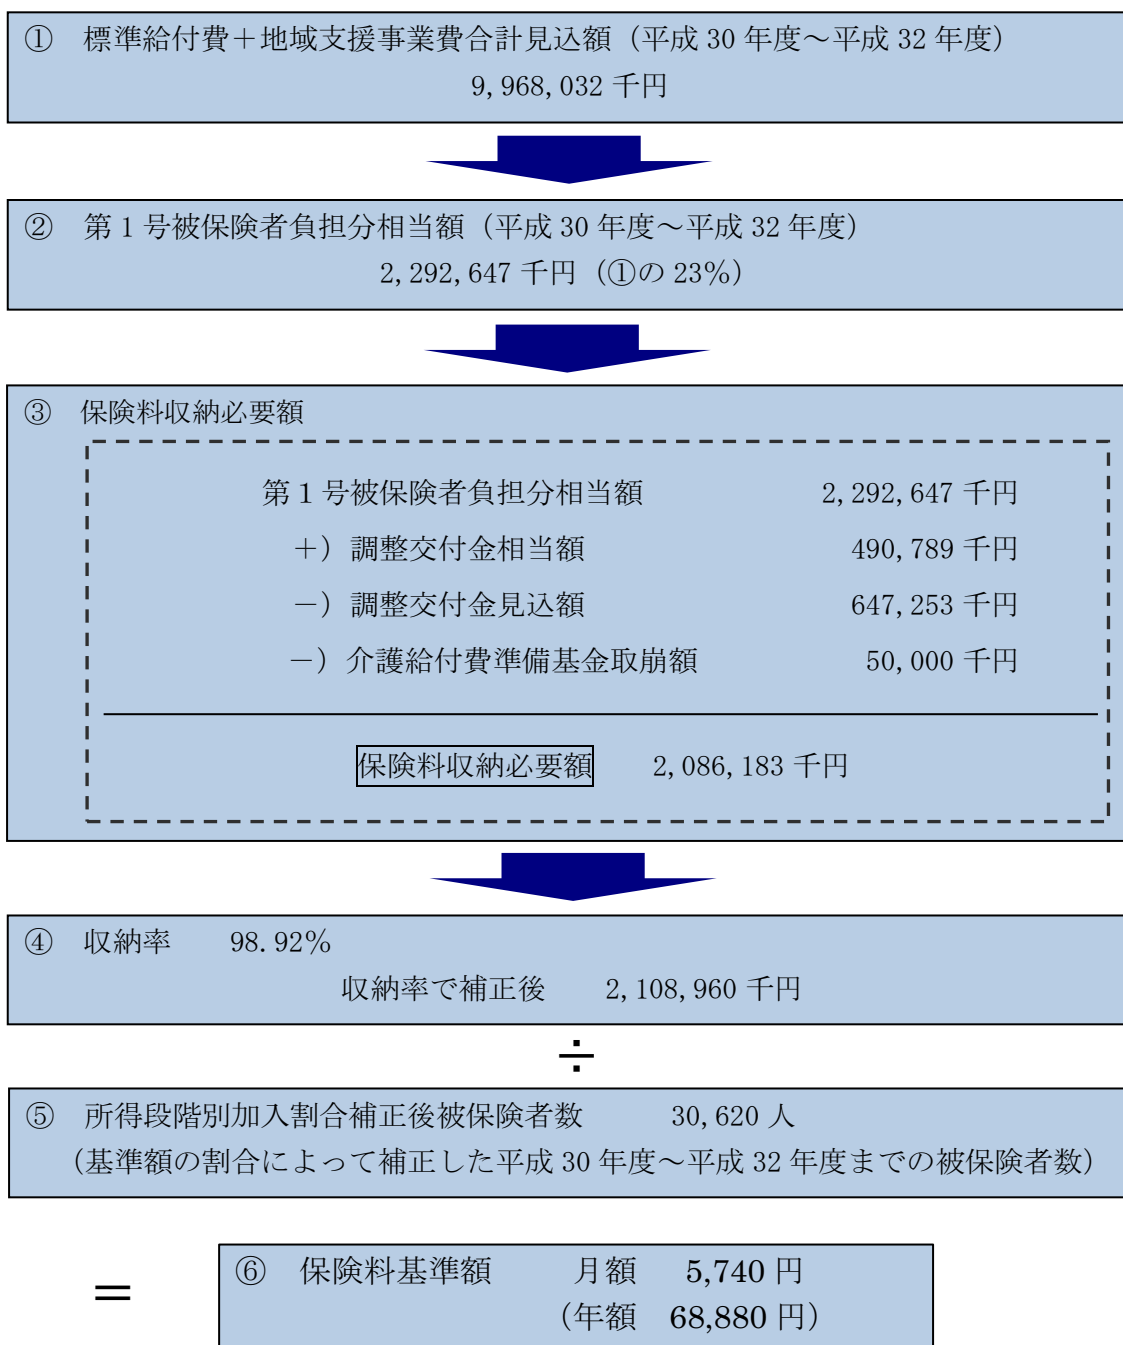 ① 標準給付費＋地域支援事業費合計見込額（平成 30 年度～平成 32 年度）
9,968,032 千円
② 第１号被保険者負担分相当額（平成 30 年度～平成 32 年度）
2,292,647 千円（①の 23％）
③ 保険料収納必要額
第１号被保険者負担分相当額 2,292,647 千円
＋）調整交付金相当額 490,789 千円
－）調整交付金見込額 647,253 千円
－）介護給付費準備基金取崩額 50,000 千円
保険料収納必要額 2,086,183 千円
④ 収納率 98.92％
収納率で補正後 2,108,960 千円
÷
⑤ 所得段階別加入割合補正後被保険者数 30,620 人
（基準額の割合によって補正した平成 30 年度～平成 32 年度までの被保険者数）
＝ ⑥ 保険料基準額 月額 5,740 円
（年額 68,880 円）